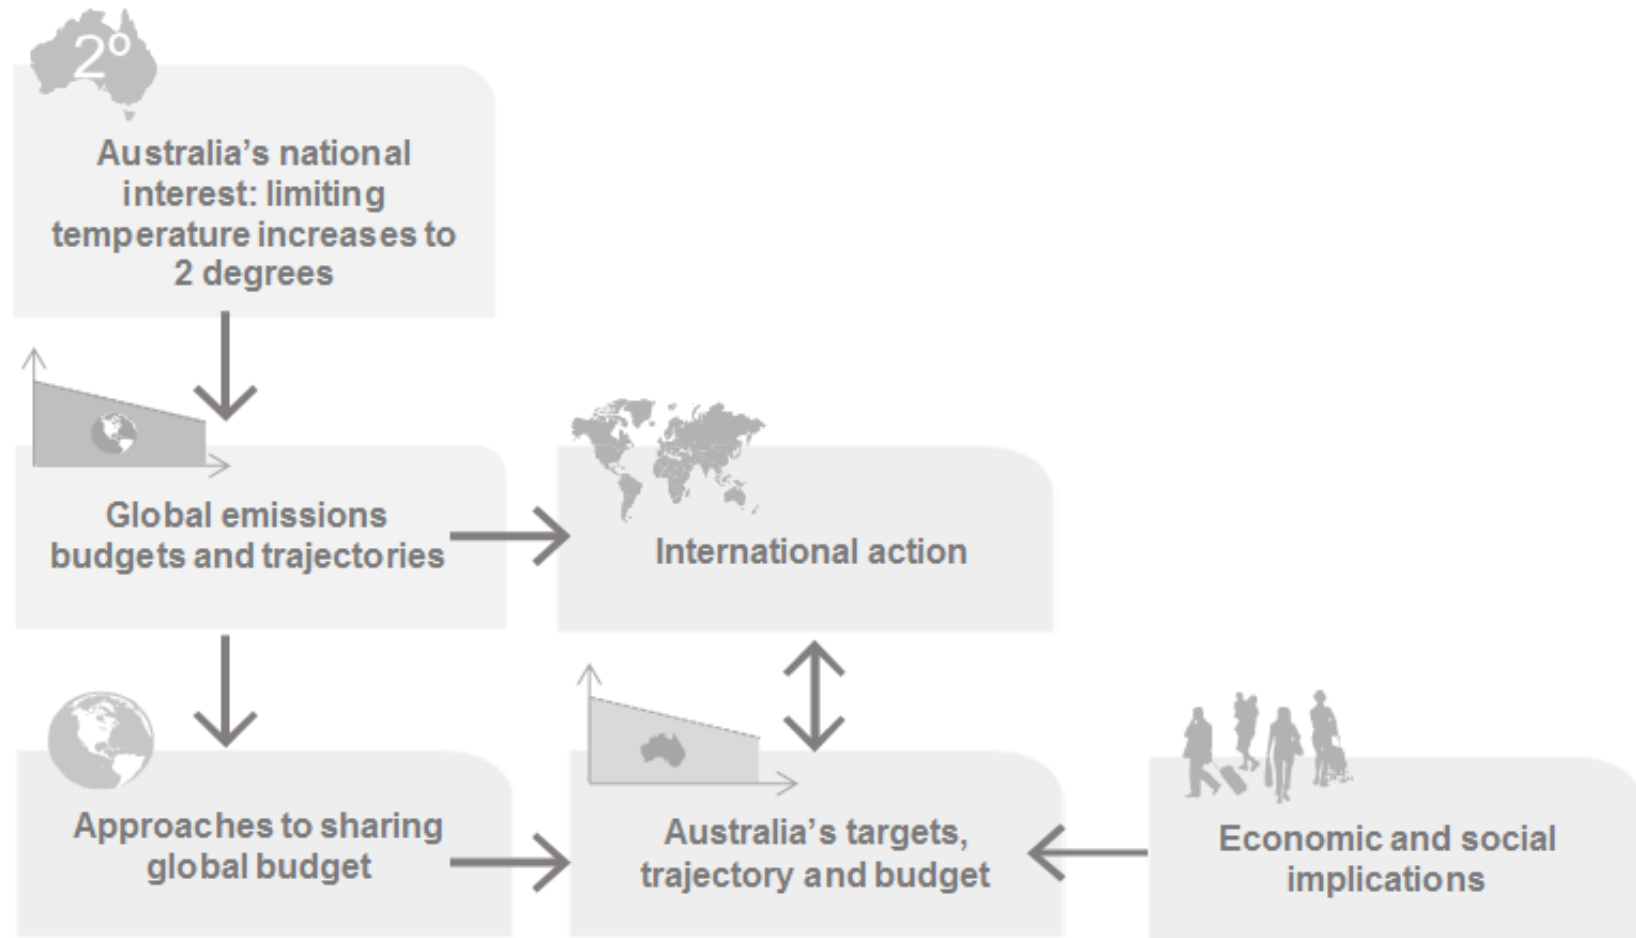 2º
Australia’s national
interest: limiting
temperature increases to
2 degrees
Global emissions
budgets and trajectories
International action
Approaches to sharing
global budget
Australia’s targets,
trajectory and budget
Economic and social
implications